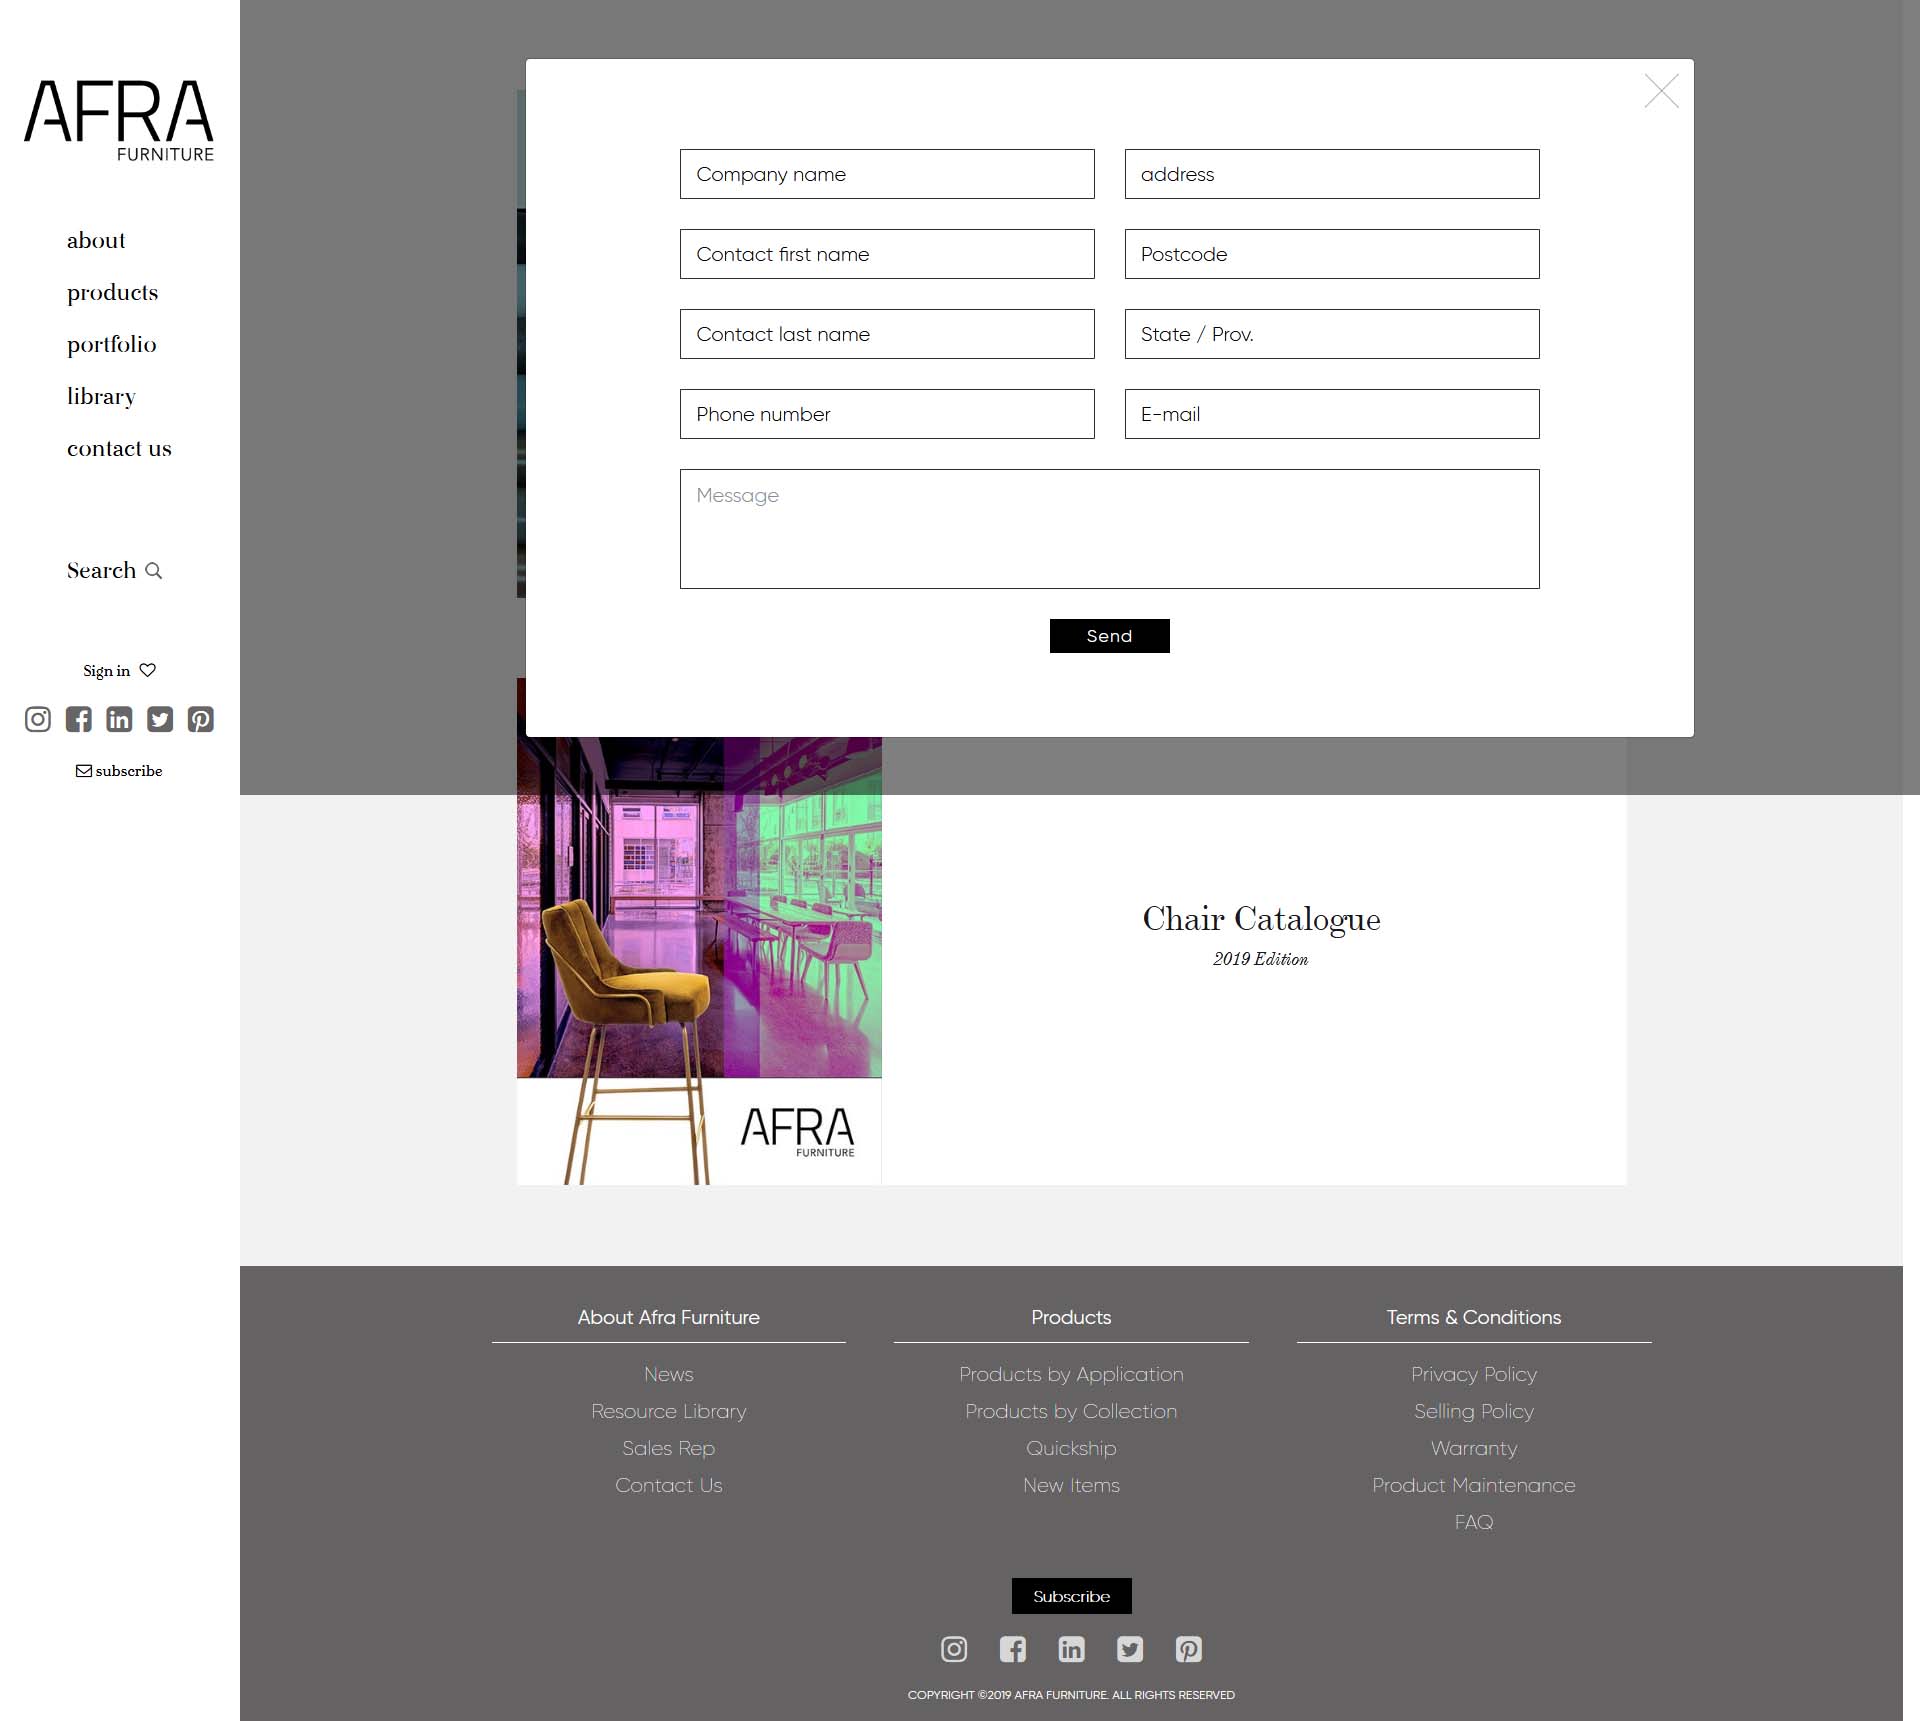 AFRA
FURNITURE
about
products
portfolio
library
contact us
Search
Sign in
subscribe
Company name
address
Contact first name
Postcode
Contact last name
State / Prov.
Phone number
E-mail
Message
Send
Chair Catalogue
2019 Edition
AFRA
FURNITURE
About Afra Furniture
News
Resource Library
Sales Rep
Contact Us
Products
Products by Application
Products by Collection
Quickship
New Items
Terms & Conditions
Privacy Policy
Selling Policy
Warranty
Product Maintenance
FAQ
Subscribe
COPYRIGHT ©2019 AFRA FURNITURE. ALL RIGHTS RESERVED